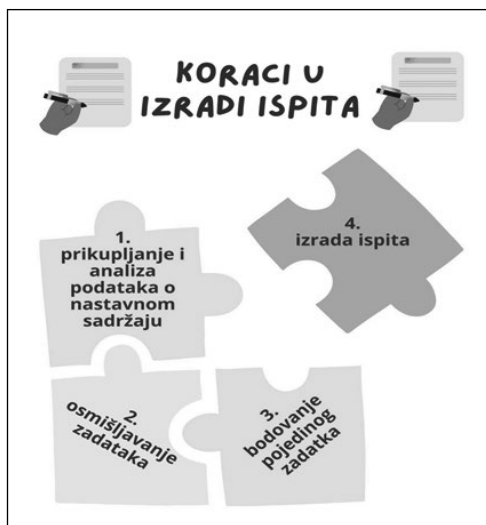 KORACI U
IZRADI ISPITA
1.
prikupljanje i
analiza
podataka o
nastavnom
sadržaju
4.
izrada ispita
2.
osmišljavanje
zadataka
3.
bodovanje
pojedinog
zadatka